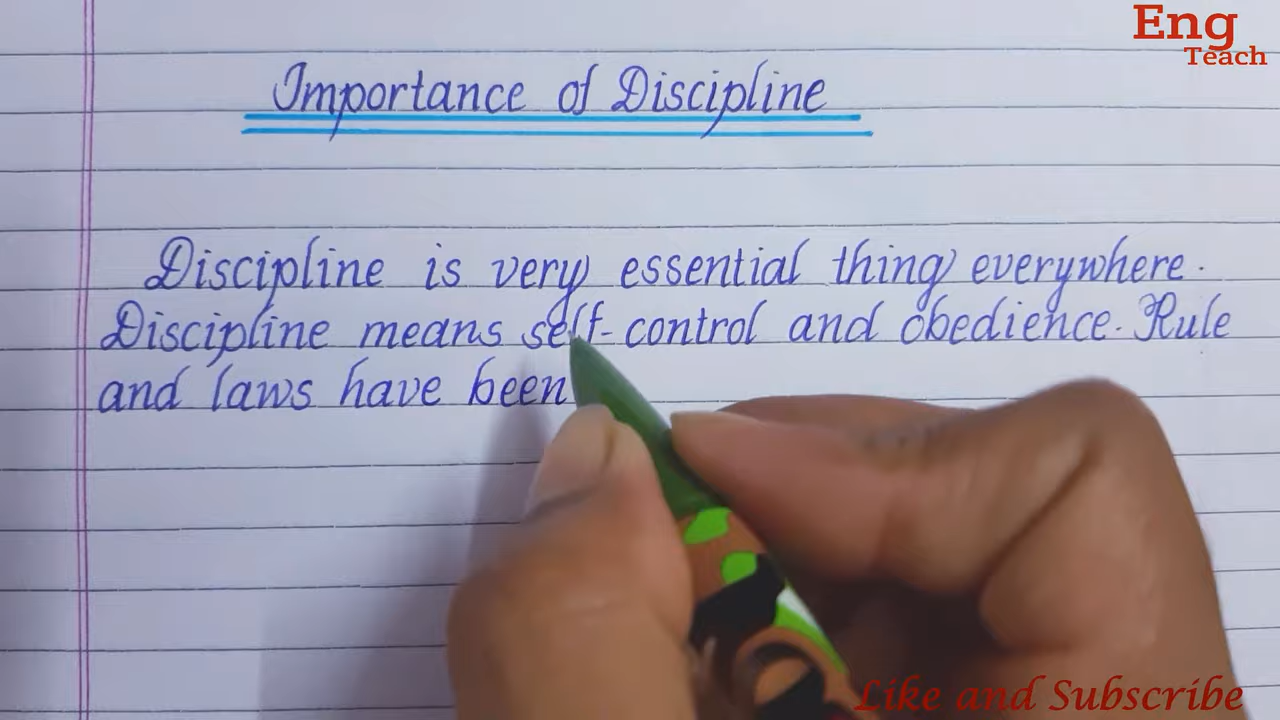 Eng
Teach
Importance of Discipline
Discipline is very essential thing everywhere.
Discipline means self-control and obedience. Rule
and laws have been
Like and Subscribe